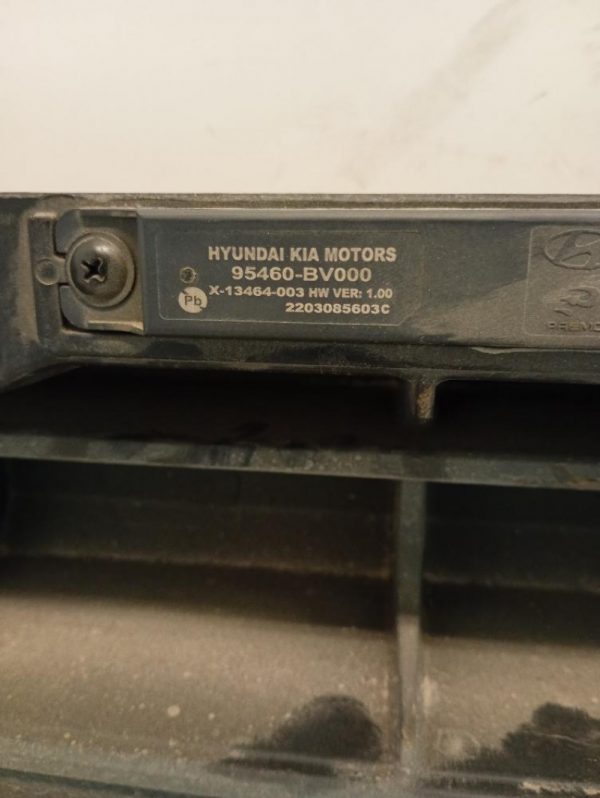 HYUNDAI KIA MOTORS
95460-BV000
Pb
X-13464-003 HW VER: 1.00
2203085603C